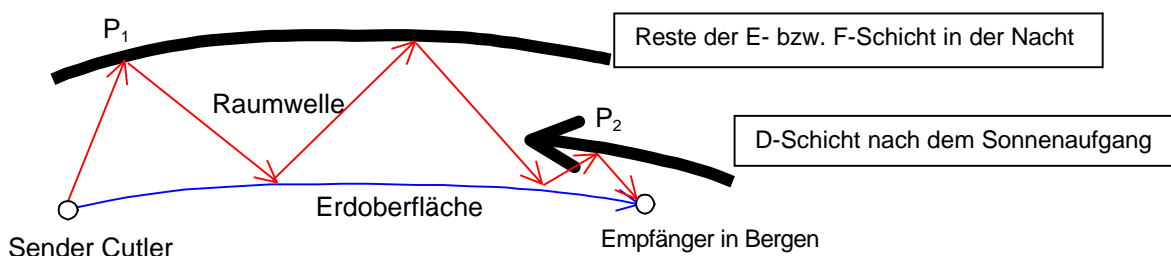 P₁
Reste der E- bzw. F-Schicht in der Nacht
Raumwelle
P₂
D-Schicht nach dem Sonnenaufgang
Erdoberfläche
Sender Cutler
Empfänger in Bergen